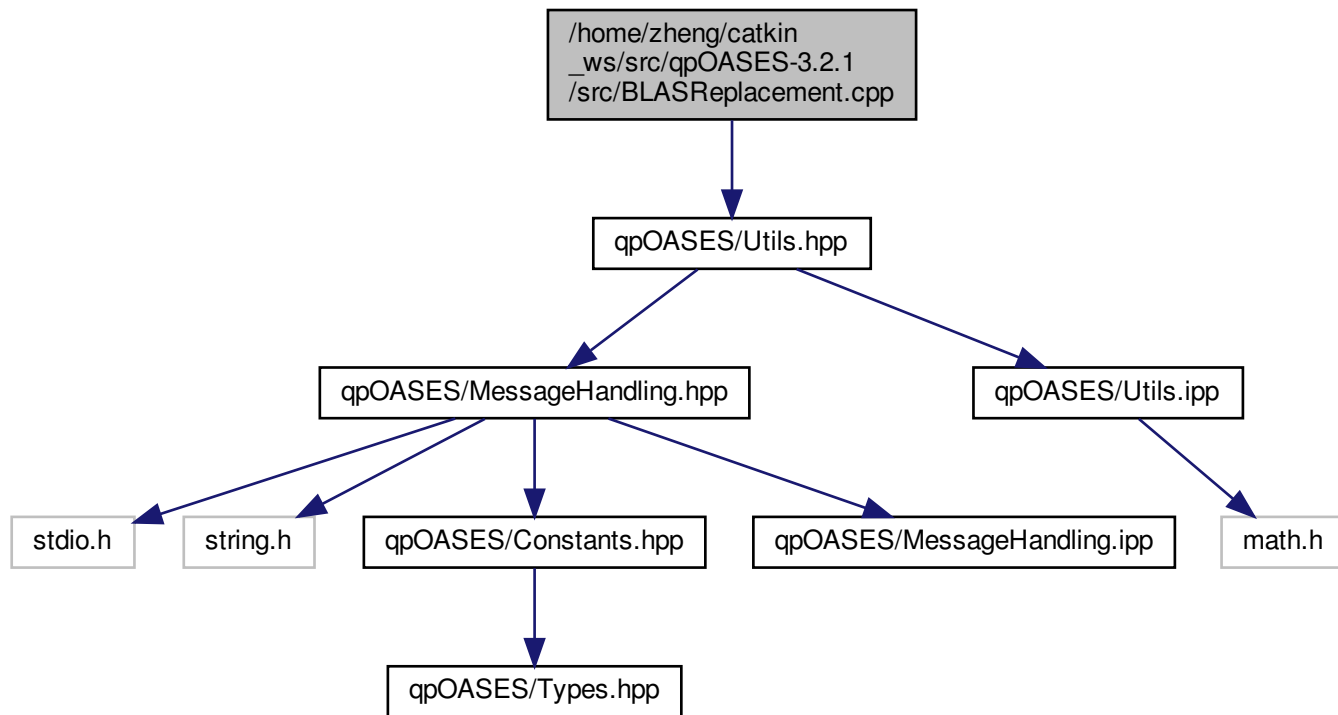 /home/zheng/catkin
_ws/src/qpOASES-3.2.1
/src/BLASReplacement.cpp
qpOASES/Utils.hpp
qpOASES/MessageHandling.hpp
qpOASES/Utils.ipp
stdio.h
string.h
qpOASES/Constants.hpp
qpOASES/MessageHandling.ipp
math.h
qpOASES/Types.hpp